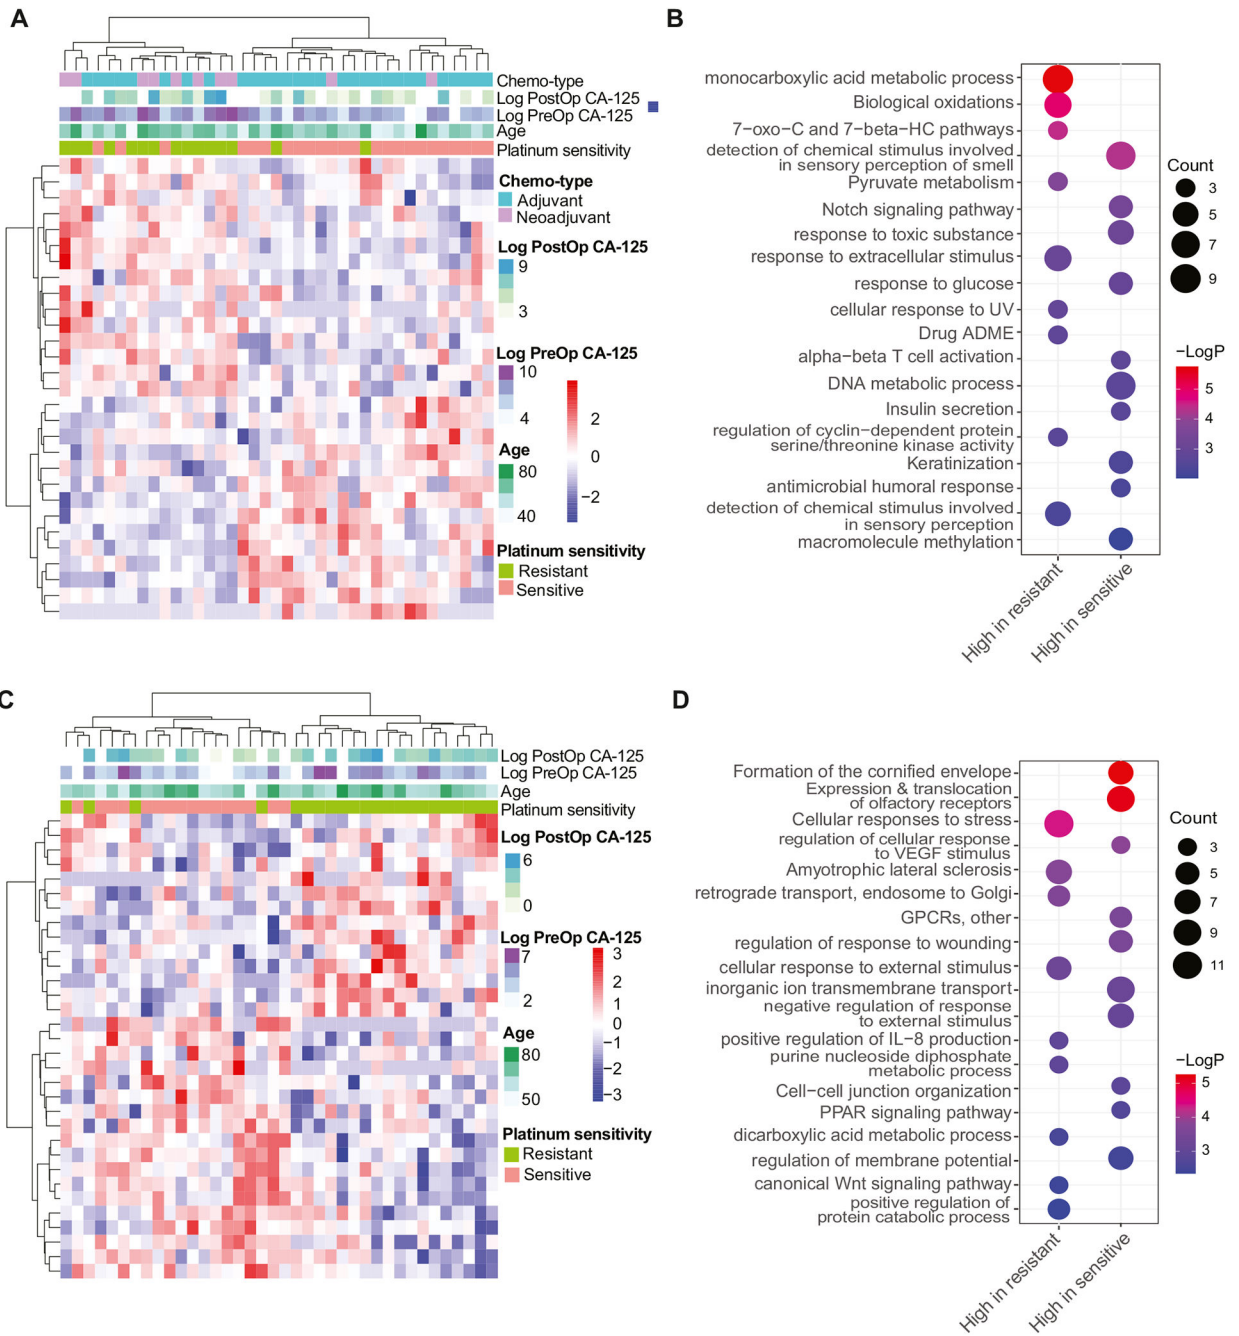 A
Chemo-type
Log PostOp CA-125
Log PreOp CA-125
Age
Platinum sensitivity
Chemo-type
Adjuvant
Neoadjuvant
Log PostOp CA-125
9
3
Log PreOp CA-125
10
4
2
0
−2
Age
80
40
Platinum sensitivity
Resistant
Sensitive
B
monocarboxylic acid metabolic process
Biological oxidations
7−oxo−C and 7−beta−HC pathways
detection of chemical stimulus involved
in sensory perception of smell
Pyruvate metabolism
Notch signaling pathway
response to toxic substance
response to extracellular stimulus
response to glucose
cellular response to UV
Drug ADME
alpha−beta T cell activation
DNA metabolic process
Insulin secretion
regulation of cyclin−dependent protein
serine/threonine kinase activity
Keratinization
antimicrobial humoral response
detection of chemical stimulus involved
in sensory perception
macromolecule methylation
High in resistant
High in sensitive
Count
3
5
7
9
−LogP
5
4
3
C
Log PostOp CA-125
Log PreOp CA-125
Age
Platinum sensitivity
Log PostOp CA-125
6
0
Log PreOp CA-125
7
2
3
2
1
0
−1
−2
−3
Age
80
50
Platinum sensitivity
Resistant
Sensitive
D
Formation of the cornified envelope
Expression & translocation
of olfactory receptors
Cellular responses to stress
regulation of cellular response
to VEGF stimulus
Amyotrophic lateral sclerosis
retrograde transport, endosome to Golgi
GPCRs, other
regulation of response to wounding
cellular response to external stimulus
inorganic ion transmembrane transport
negative regulation of response
to external stimulus
positive regulation of IL−8 production
purine nucleoside diphosphate
metabolic process
Cell−cell junction organization
PPAR signaling pathway
dicarboxylic acid metabolic process
regulation of membrane potential
canonical Wnt signaling pathway
positive regulation of
protein catabolic process
High in resistant
High in sensitive
Count
3
5
7
9
11
−LogP
5
4
3